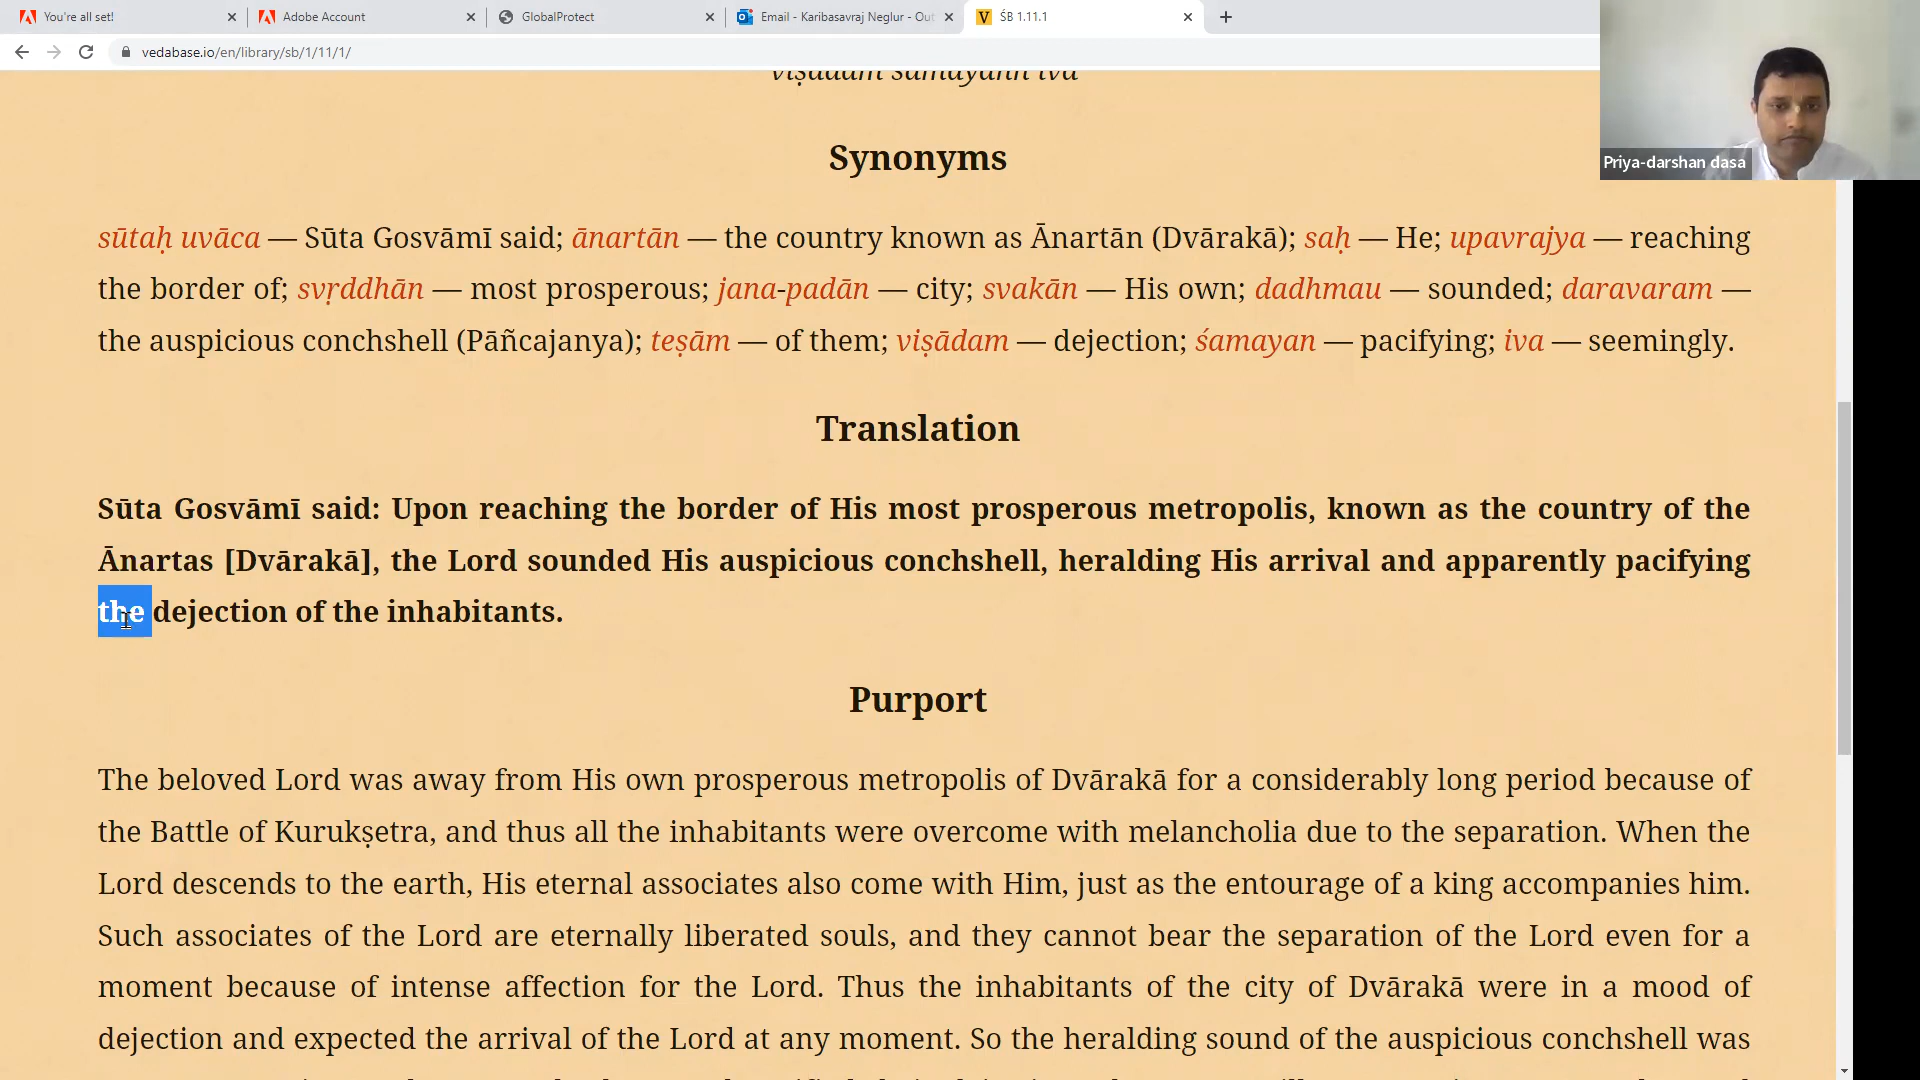 You're all set!
Adobe Account
GlobalProtect
Email - Karibasavraj Neglur - Out
V ŚB 1.11.1
vedabase.io/en/library/sb/1/11/1/
viṣādaṁ śamayann iva
Priya-darshan dasa
Synonyms
sūtaḥ uvāca — Sūta Gosvāmī said; ānartān — the country known as Ānartān (Dvārakā); saḥ — He; upavrajya — reaching
the border of; svṛddhān — most prosperous; jana-padān — city; svakān — His own; dadhmau — sounded; daravaram —
the auspicious conchshell (Pāñcajanya); teṣām — of them; viṣādam — dejection; śamayan — pacifying; iva — seemingly.
Translation
Sūta Gosvāmī said: Upon reaching the border of His most prosperous metropolis, known as the country of the
Ānartas [Dvārakā], the Lord sounded His auspicious conchshell, heralding His arrival and apparently pacifying
the dejection of the inhabitants.
Purport
The beloved Lord was away from His own prosperous metropolis of Dvārakā for a considerably long period because of
the Battle of Kurukṣetra, and thus all the inhabitants were overcome with melancholia due to the separation. When the
Lord descends to the earth, His eternal associates also come with Him, just as the entourage of a king accompanies him.
Such associates of the Lord are eternally liberated souls, and they cannot bear the separation of the Lord even for a
moment because of intense affection for the Lord. Thus the inhabitants of the city of Dvārakā were in a mood of
dejection and expected the arrival of the Lord at any moment. So the heralding sound of the auspicious conchshell was